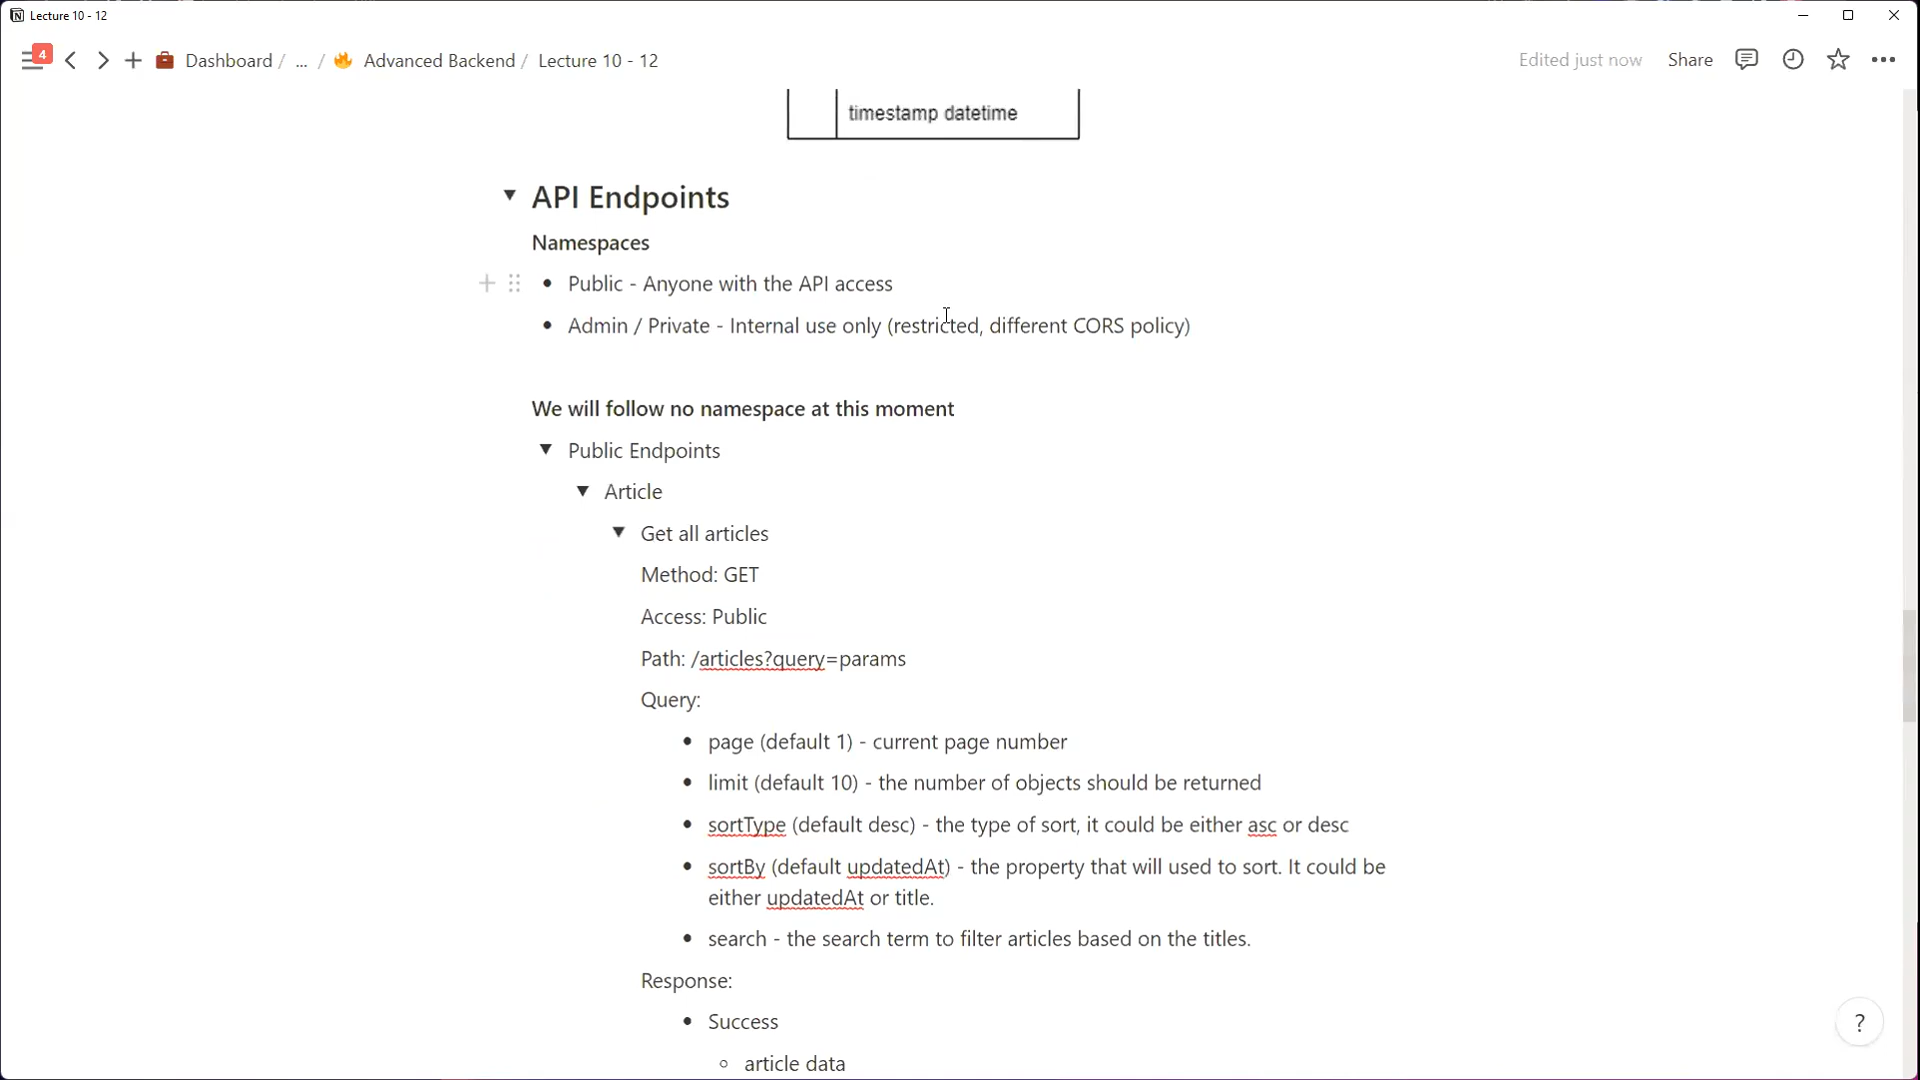 Lecture 10 - 12
4
Dashboard / ... / Advanced Backend / Lecture 10 - 12
Edited just now Share
timestamp datetime
API Endpoints
Namespaces
Public - Anyone with the API access
Admin / Private - Internal use only (restricted, different CORS policy)
We will follow no namespace at this moment
Public Endpoints
Article
Get all articles
Method: GET
Access: Public
Path: /articles?query=params
Query:
page (default 1) - current page number
limit (default 10) - the number of objects should be returned
sortType (default desc) - the type of sort, it could be either asc or desc
sortBy (default updatedAt) - the property that will used to sort. It could be
either updatedAt or title.
search - the search term to filter articles based on the titles.
Response:
Success
article data
?